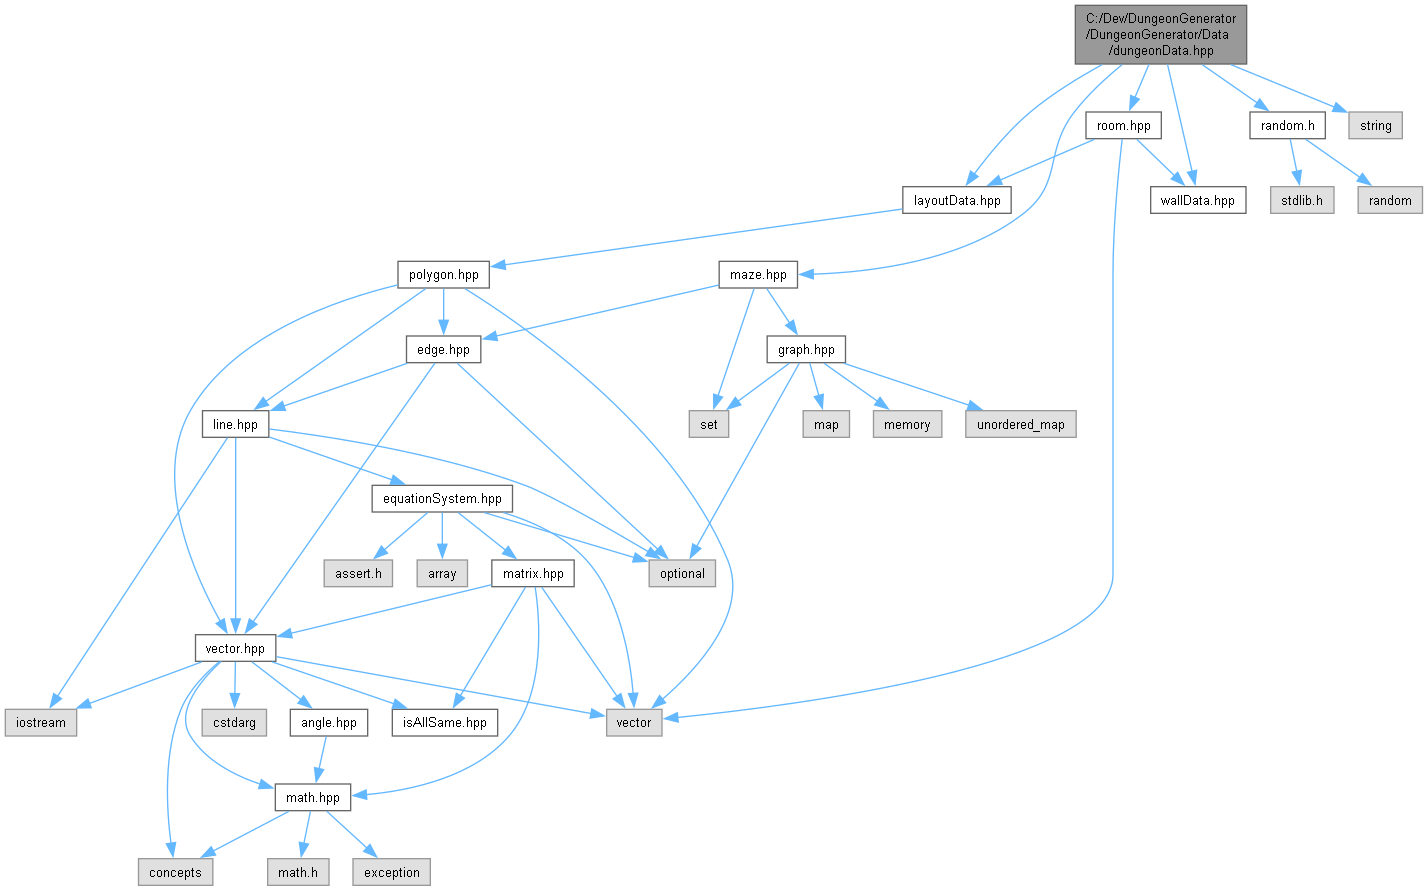 C:/Dev/DungeonGenerator
/DungeonGenerator/Data
/dungeonData.hpp
room.hpp
random.h
string
layoutData.hpp
wallData.hpp
stdlib.h
random
polygon.hpp
maze.hpp
edge.hpp
graph.hpp
line.hpp
set
map
memory
unordered_map
equationSystem.hpp
assert.h
array
matrix.hpp
optional
vector.hpp
iostream
cstdarg
angle.hpp
isAllSame.hpp
vector
math.hpp
concepts
math.h
exception